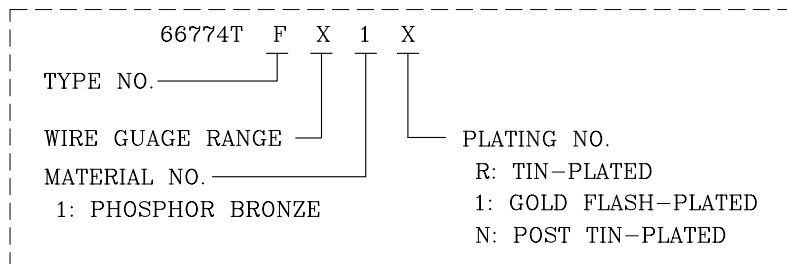 66774T F X 1 X
TYPE NO.
WIRE GUAGE RANGE
PLATING NO.
R: TIN-PLATED
MATERIAL NO.
1: GOLD FLASH-PLATED
1: PHOSPHOR BRONZE
N: POST TIN-PLATED